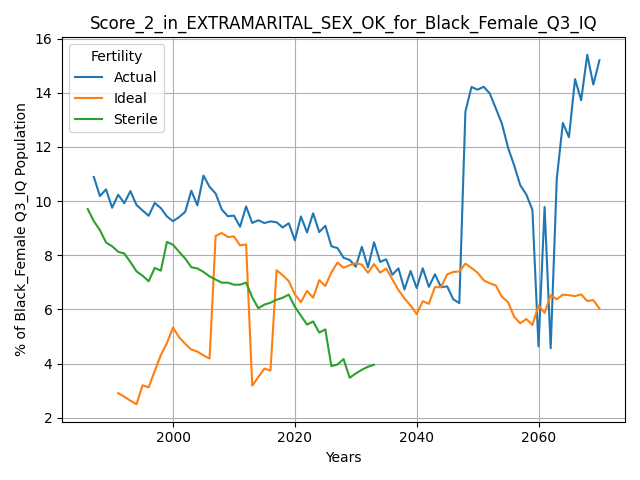 Score_2_in_EXTRAMARITAL_SEX_OK_for_Black_Female_Q3_IQ
% of Black_Female Q3_IQ Population
16
14
12
10
8
6
4
2
Fertility
Actual
Ideal
Sterile
2000
2020
2040
2060
Years